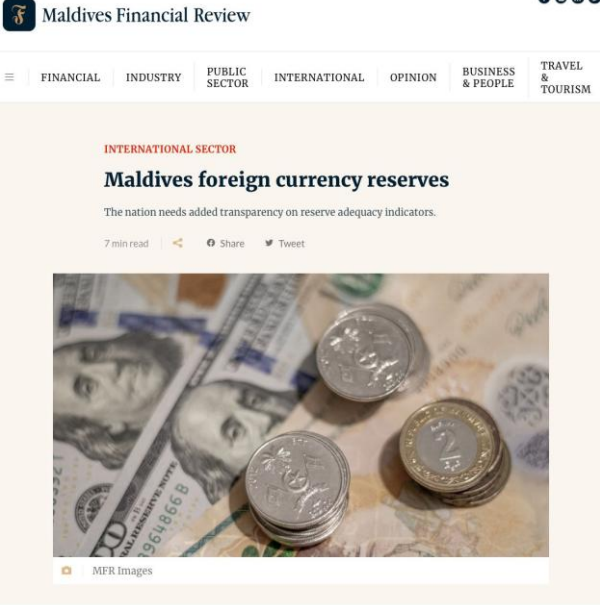 Maldives Financial Review
FINANCIAL
INDUSTRY
PUBLIC
SECTOR
INTERNATIONAL
OPINION
BUSINESS
& PEOPLE
TRAVEL
&
TOURISM
INTERNATIONAL SECTOR
Maldives foreign currency reserves
The nation needs added transparency on reserve adequacy indicators.
7 min read
Share
Tweet
2
MFR Images